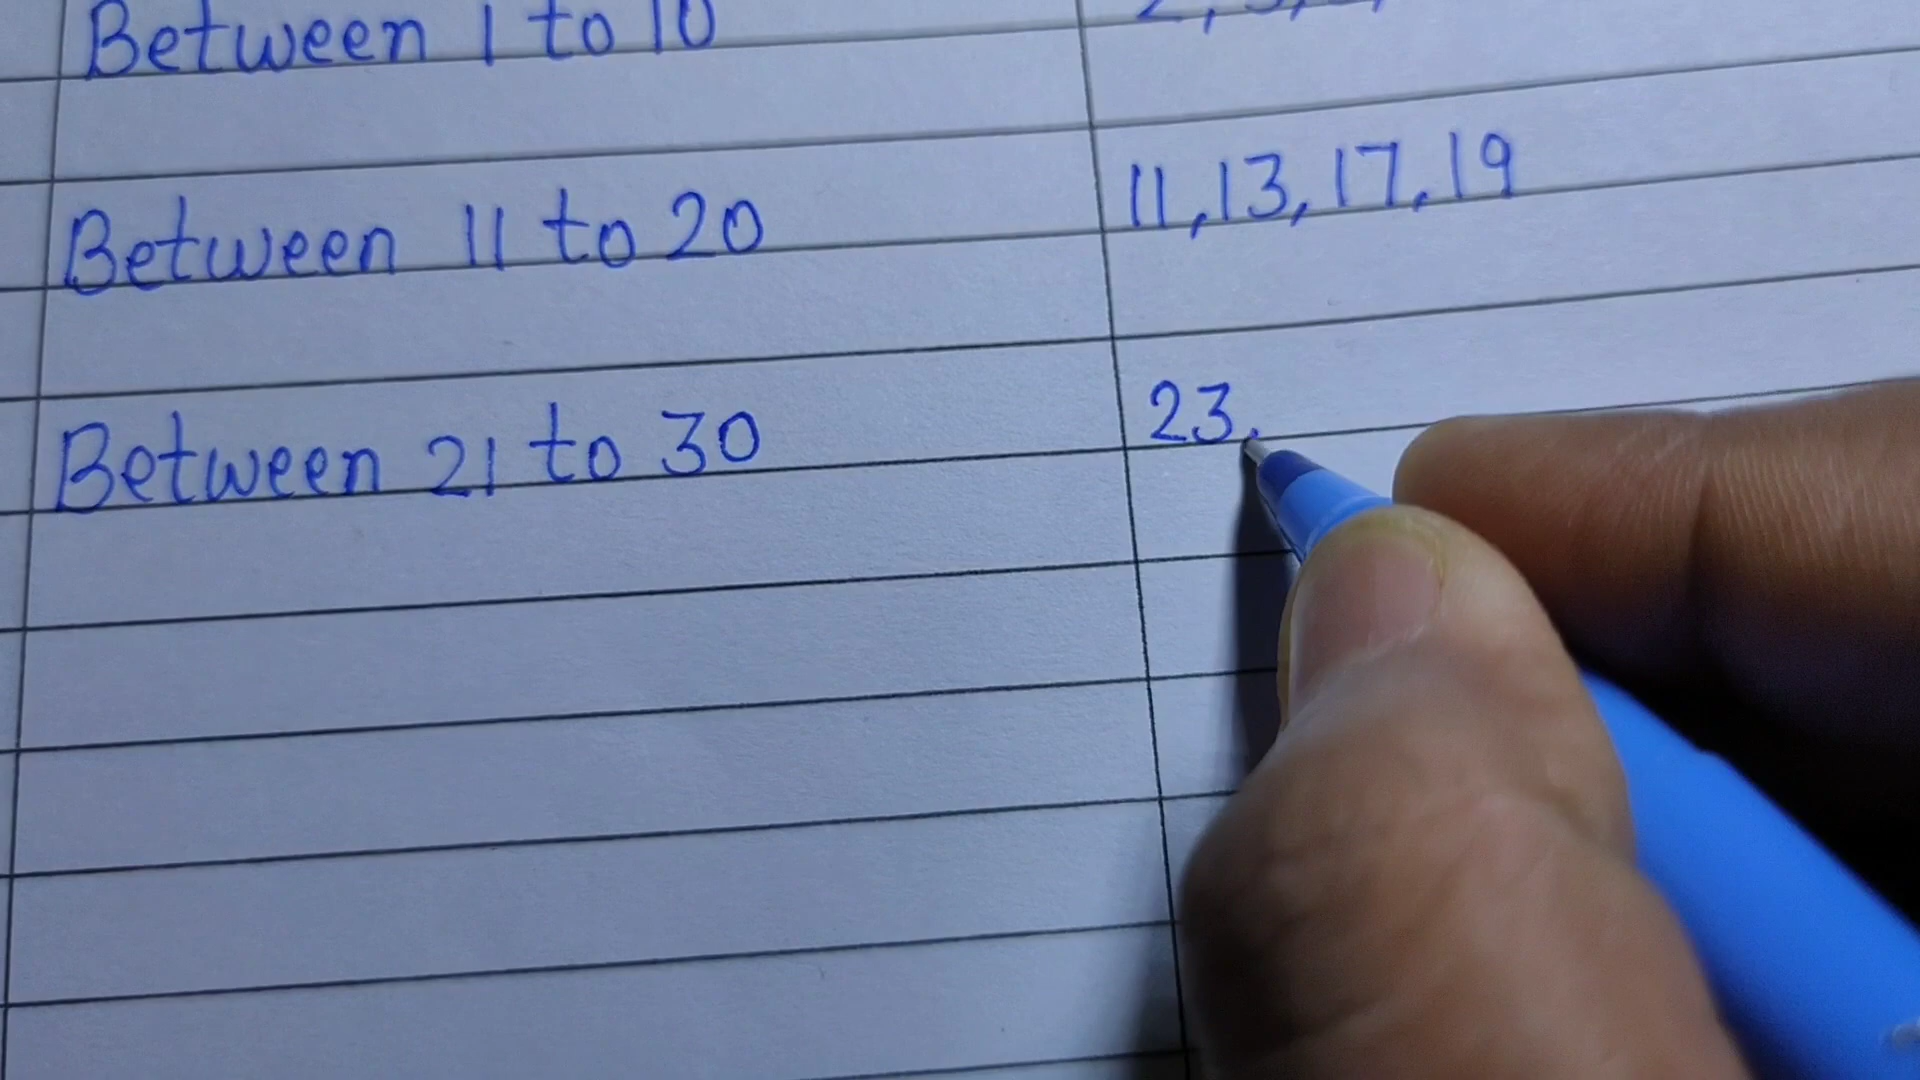 Between 1 to 10
Between 11 to 20 11, 13, 17, 19
Between 21 to 30 23,